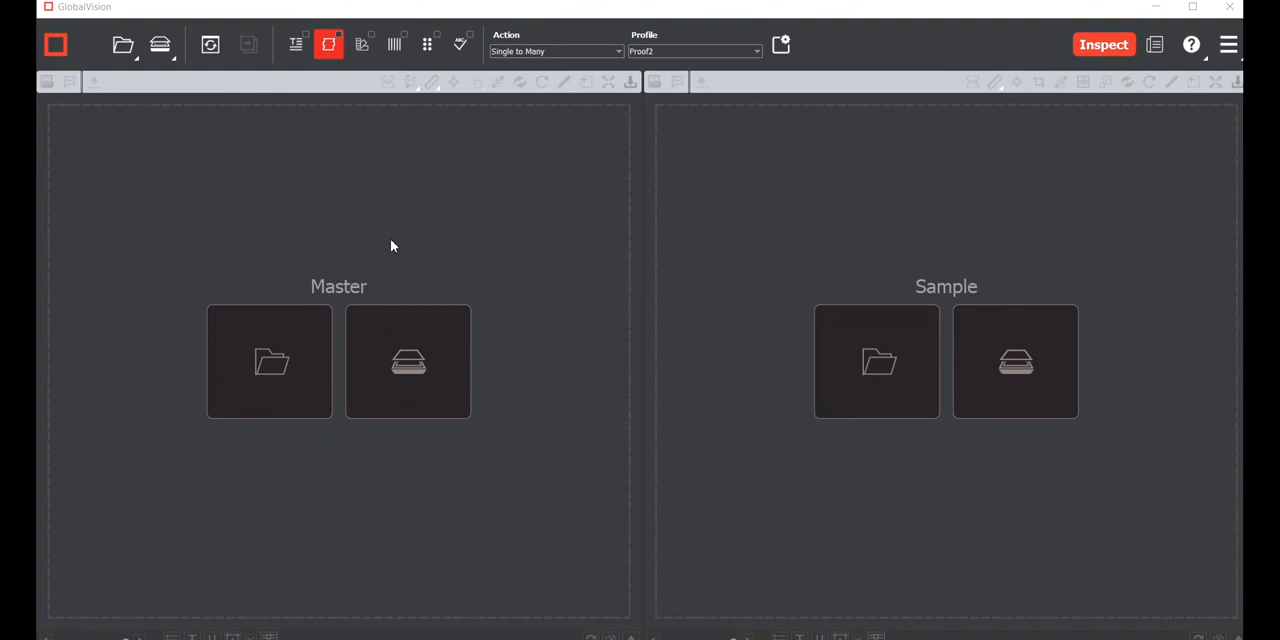 GlobalVision
Action
Profile
Single to Many
Proof2
Inspect
Master
Sample